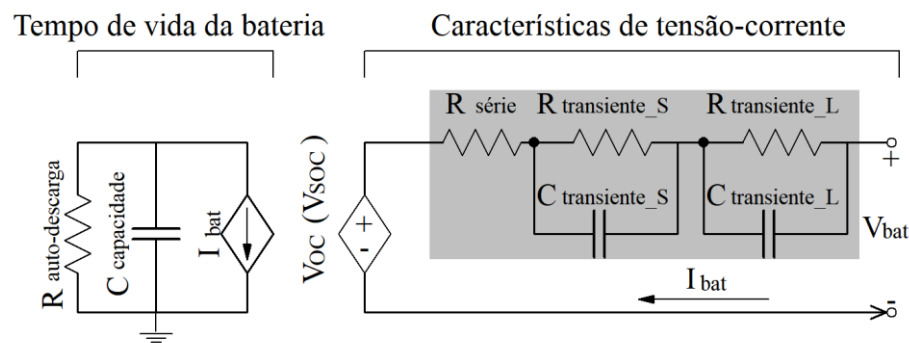 Tempo de vida da bateria
Características de tensão-corrente
R auto-descarga
C capacidade
I bat
Voc (Vsoc)
+
-
R série
R transiente_S
R transiente_L
C transiente_S
C transiente_L
+
Vbat
-
I bat